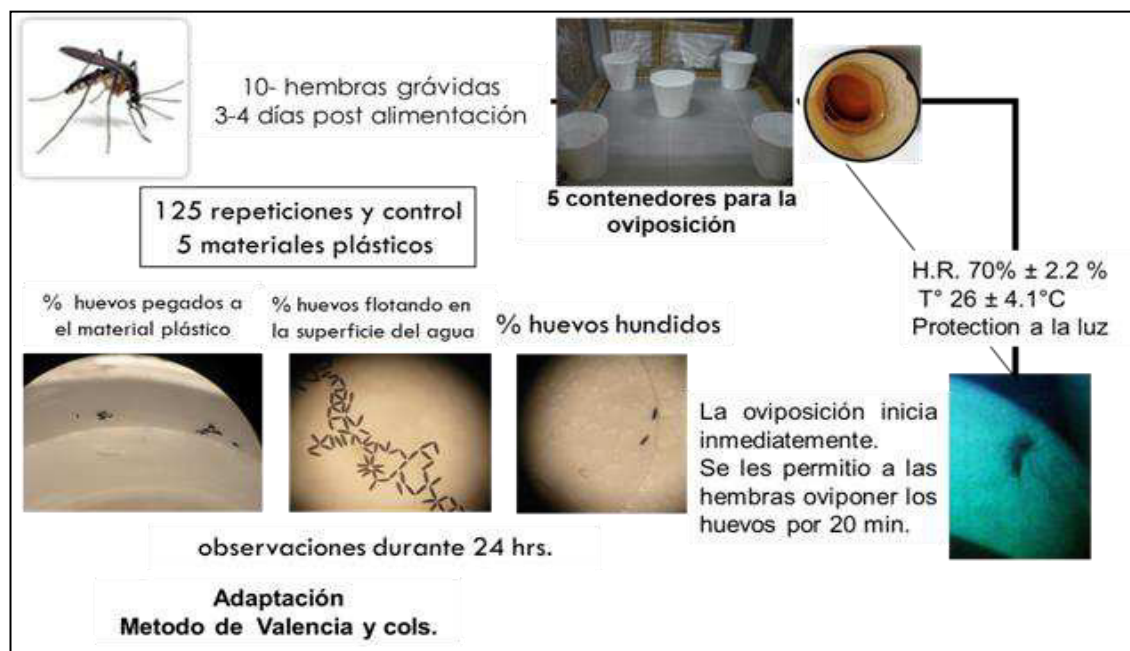 10- hembras grávidas
3-4 días post alimentación
5 contenedores para la
oviposición
125 repeticiones y control
5 materiales plásticos
H.R. 70% ± 2.2 %
T° 26 ± 4.1°C
Protection a la luz
% huevos pegados a
el material plástico
% huevos flotando en
la superficie del agua
% huevos hundidos
La oviposición inicia
inmediatemente.
Se les permitio a las
hembras oviponer los
huevos por 20 min.
observaciones durante 24 hrs.
Adaptación
Metodo de Valencia y cols.